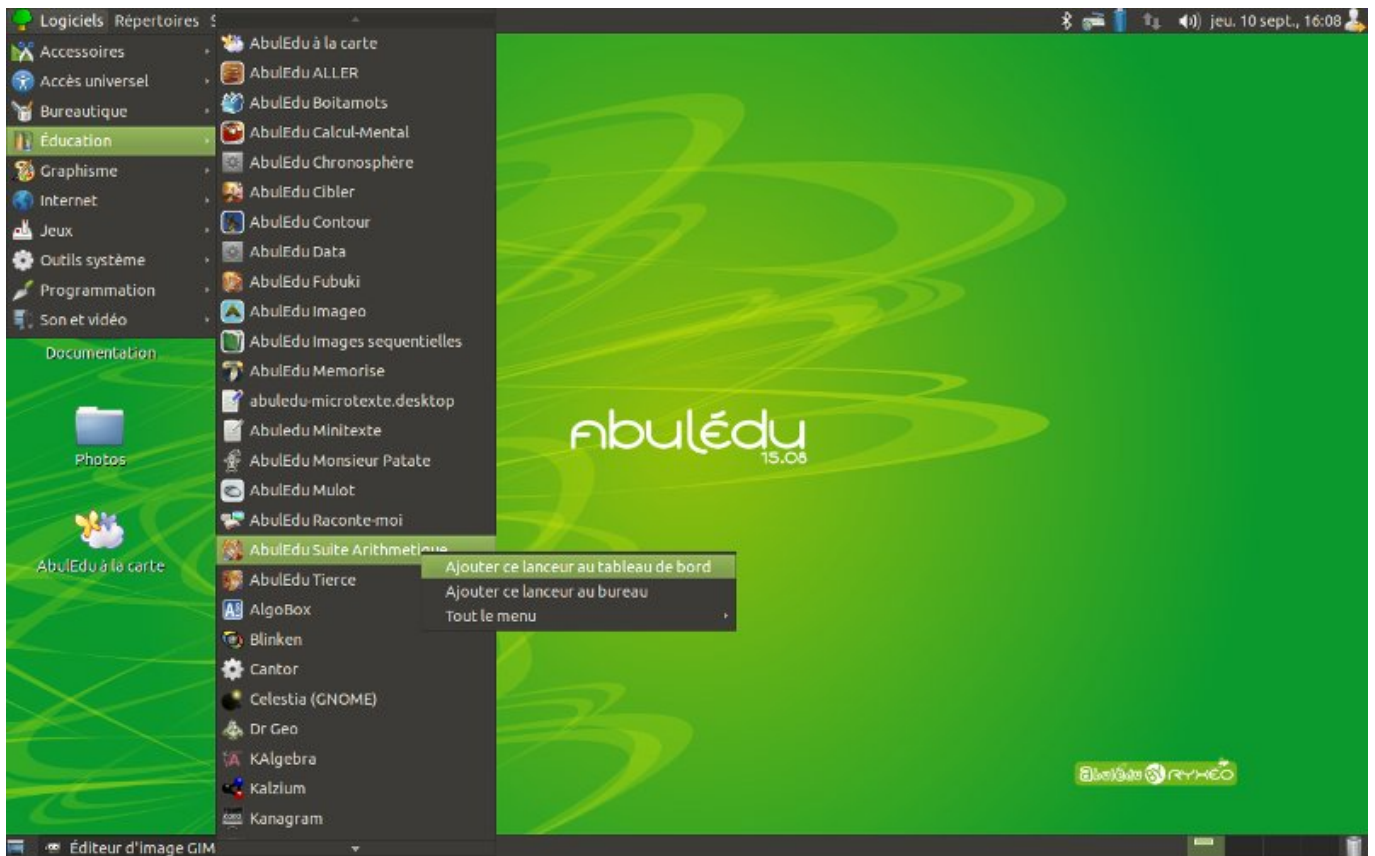 Logiciels Répertoires
jeu. 10 sept., 16:08
Accessoires
Accès universel
Bureautique
Éducation
Graphisme
Internet
Jeux
Outils système
Programmation
Son et vidéo
AbulEdu à la carte
AbulEdu ALLER
AbulEdu Boitamots
AbulEdu Calcul-Mental
AbulEdu Chronosphère
AbulEdu Cibler
AbulEdu Contour
AbulEdu Data
AbulEdu Fubuki
AbulEdu Imageo
AbulEdu Images sequentielles
AbulEdu Memorise
abuledu-microtexte.desktop
Abuledu Minitexte
AbulEdu Monsieur Patate
AbulEdu Mulot
AbulEdu Raconte-moi
AbulEdu Suite Arithmetique
AbulEdu Tierce
AlgoBox
Blinken
Cantor
Celestia (GNOME)
Dr Geo
KAlgebra
Kalzium
Kanagram
Ajouter ce lanceur au tableau de bord
Ajouter ce lanceur au bureau
Tout le menu
Documentation
Photos
AbulEdu à la carte
abulédu
15.08
abulédu RYXÉO
Éditeur d'image GIM